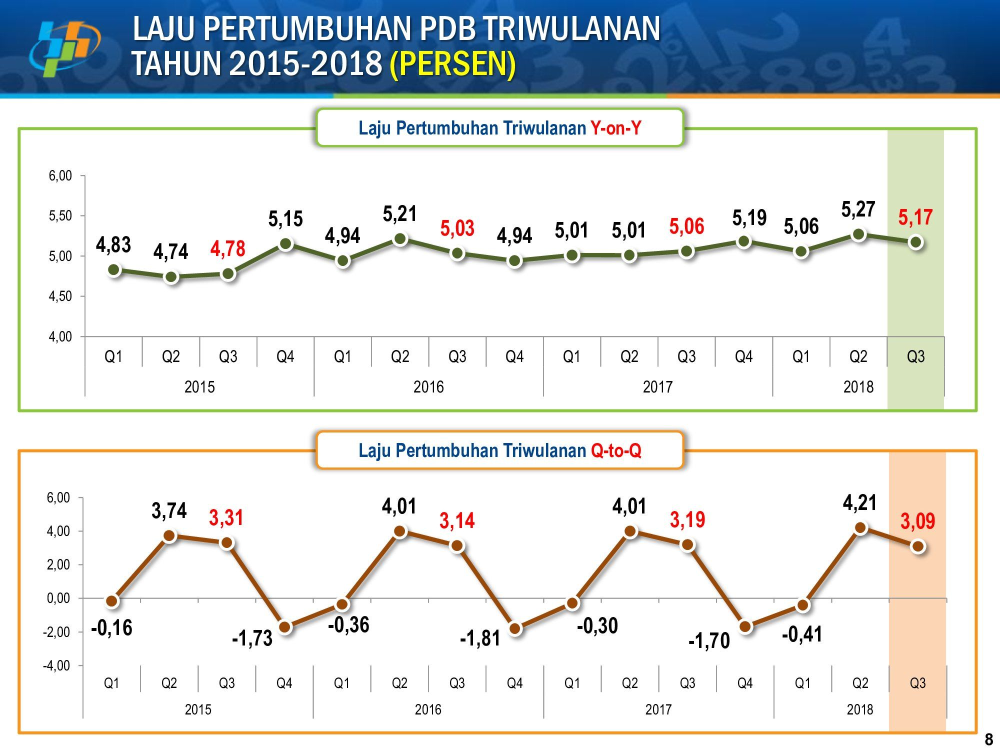 LAJU PERTUMBUHAN PDB TRIWULANAN
TAHUN 2015-2018 (PERSEN)
Laju Pertumbuhan Triwulanan Y-on-Y
6,00
5,50
5,00
4,50
4,00
4,83 4,74 4,78 5,15 4,94 5,21 5,03 4,94 5,01 5,01 5,06 5,19 5,06 5,27 5,17
Q1 Q2 Q3 Q4 Q1 Q2 Q3 Q4 Q1 Q2 Q3 Q4 Q1 Q2 Q3
2015 2016 2017 2018
Laju Pertumbuhan Triwulanan Q-to-Q
6,00
4,00
2,00
0,00
-2,00
-4,00
-0,16 3,74 3,31 -1,73 -0,36 4,01 3,14 -1,81 -0,30 4,01 3,19 -1,70 -0,41 4,21 3,09
Q1 Q2 Q3 Q4 Q1 Q2 Q3 Q4 Q1 Q2 Q3 Q4 Q1 Q2 Q3
2015 2016 2017 2018
8